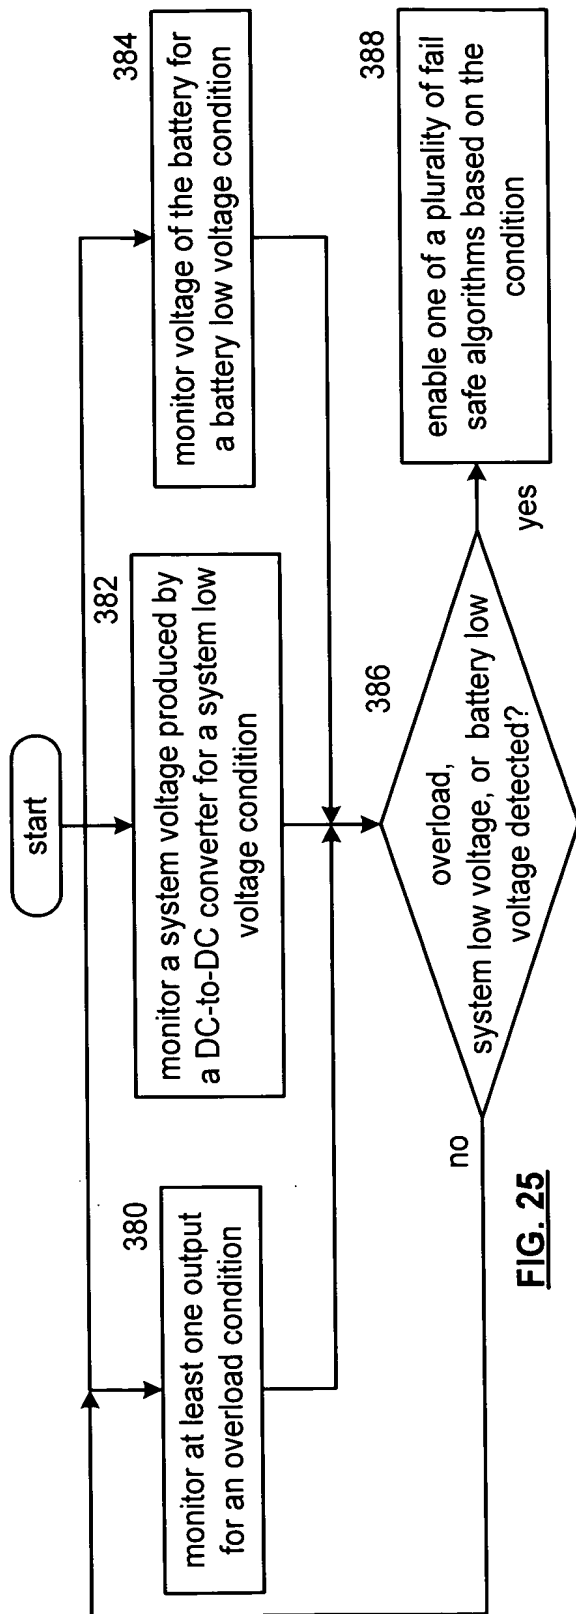 start
380
monitor at least one output
for an overload condition
382
monitor a system voltage produced by
a DC-to-DC converter for a system low
voltage condition
384
monitor voltage of the battery for
a battery low voltage condition
386
overload,
system low voltage, or battery low
voltage detected?
no
yes
388
enable one of a plurality of fail
safe algorithms based on the
condition
FIG. 25